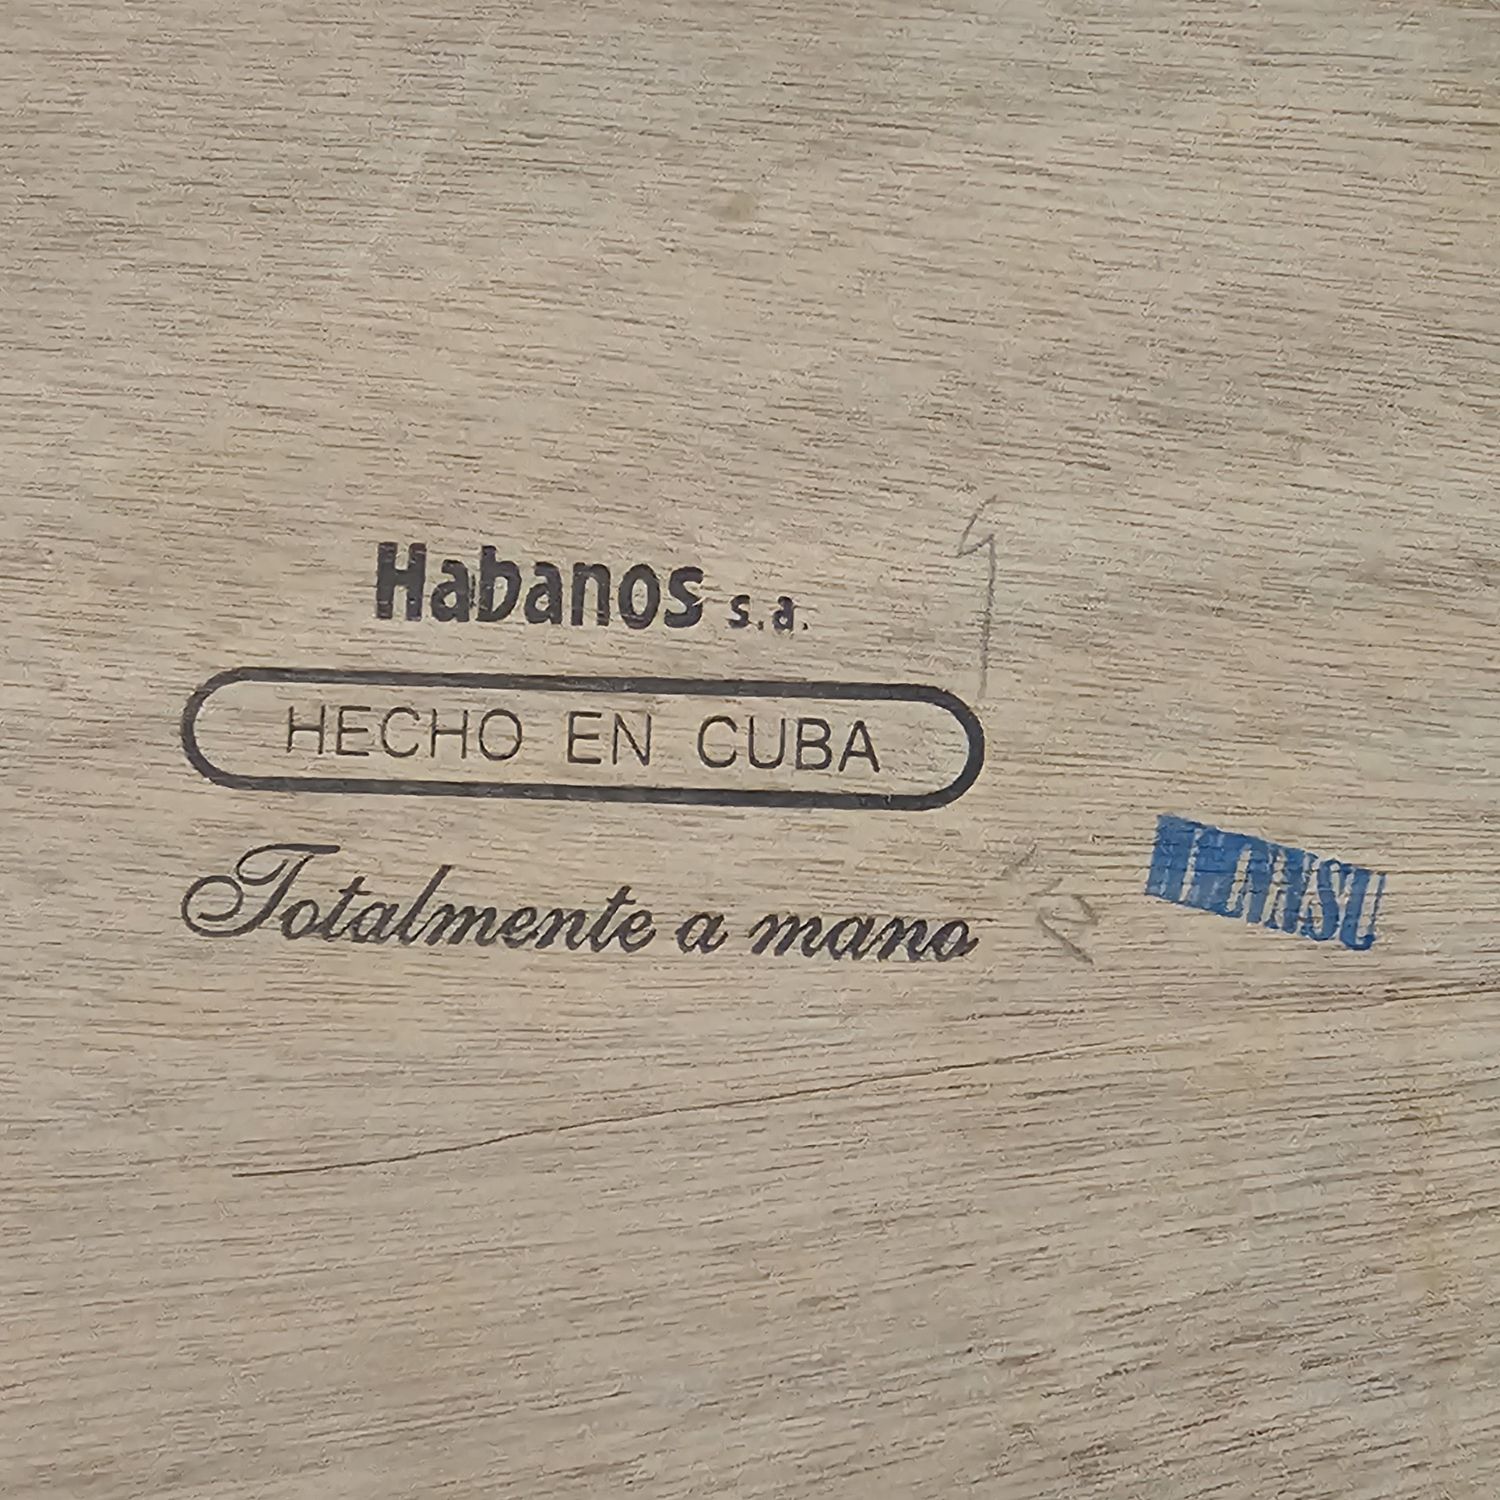 Habanos s.a.
HECHO EN CUBA
Totalmente a mano